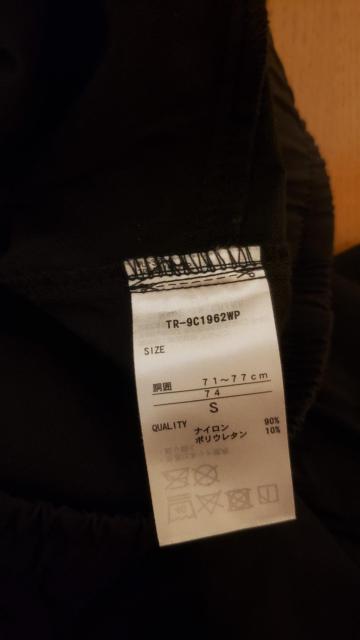 TR-9C1962WP
SIZE
胴囲 71~77cm
74
S
QUALITY ナイロン 90%
ポリウレタン 10%